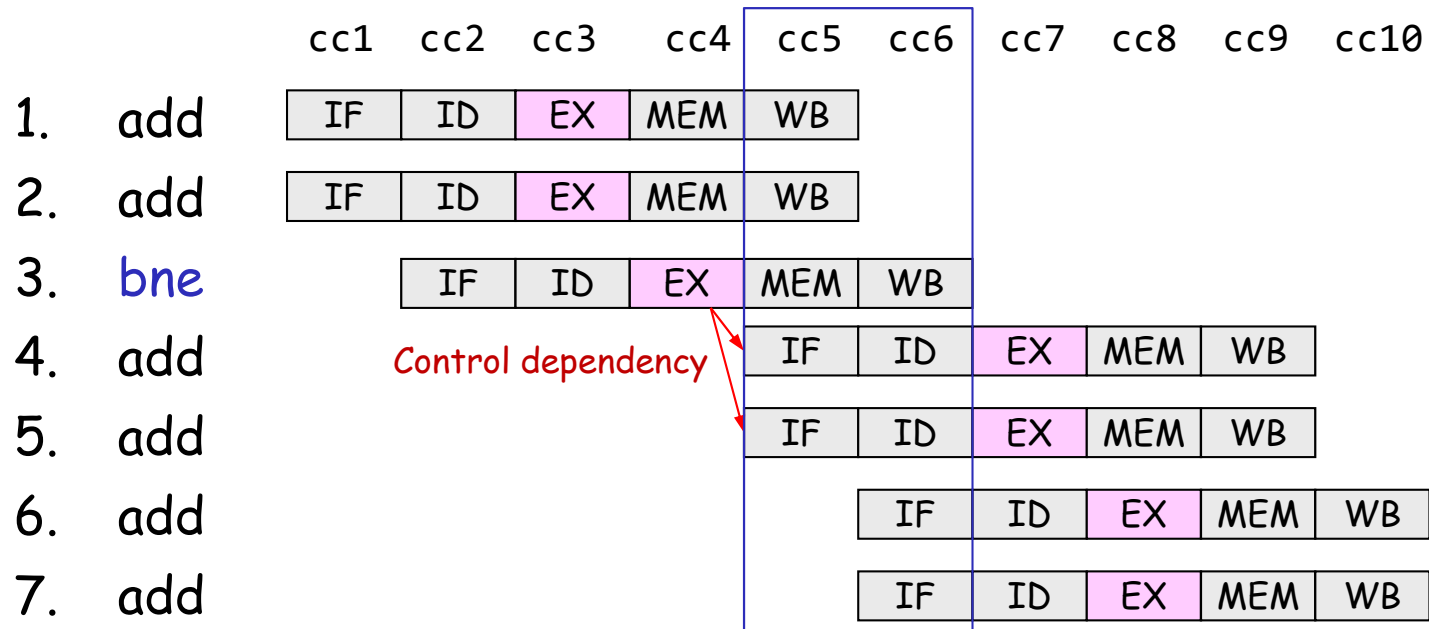 cc1 cc2 cc3 cc4 cc5 cc6 cc7 cc8 cc9 cc10
1. add IF ID EX MEM WB
2. add IF ID EX MEM WB
3. bne IF ID EX MEM WB
4. add Control dependency IF ID EX MEM WB
5. add IF ID EX MEM WB
6. add IF ID EX MEM WB
7. add IF ID EX MEM WB